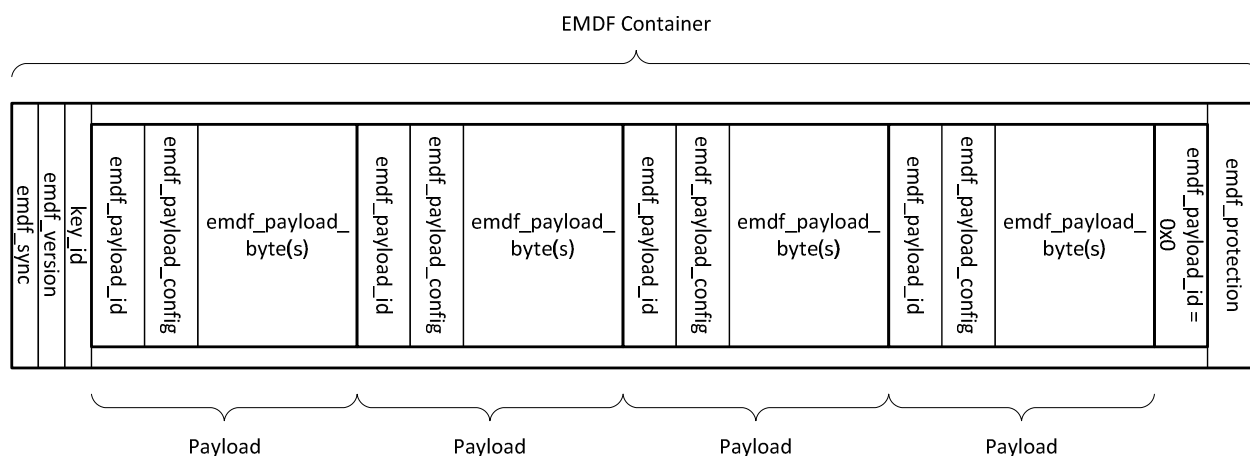 EMDF Container
emdf_sync
emdf_version
key_id
emdf_payload_id
emdf_payload_config
emdf_payload_
byte(s)
emdf_payload_id
emdf_payload_config
emdf_payload_
byte(s)
emdf_payload_id
emdf_payload_config
emdf_payload_
byte(s)
emdf_payload_id
emdf_payload_config
emdf_payload_
byte(s)
emdf_payload_id =
0x0
emdf_protection
Payload
Payload
Payload
Payload